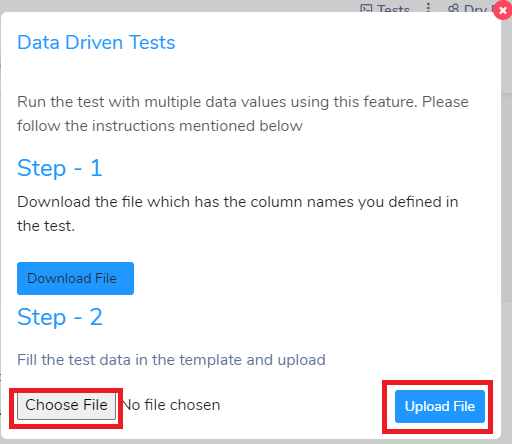 Tests
Dry
Data Driven Tests
Run the test with multiple data values using this feature. Please
follow the instructions mentioned below
Step - 1
Download the file which has the column names you defined in
the test.
Download File
Step - 2
Fill the test data in the template and upload
Choose File No file chosen
Upload File